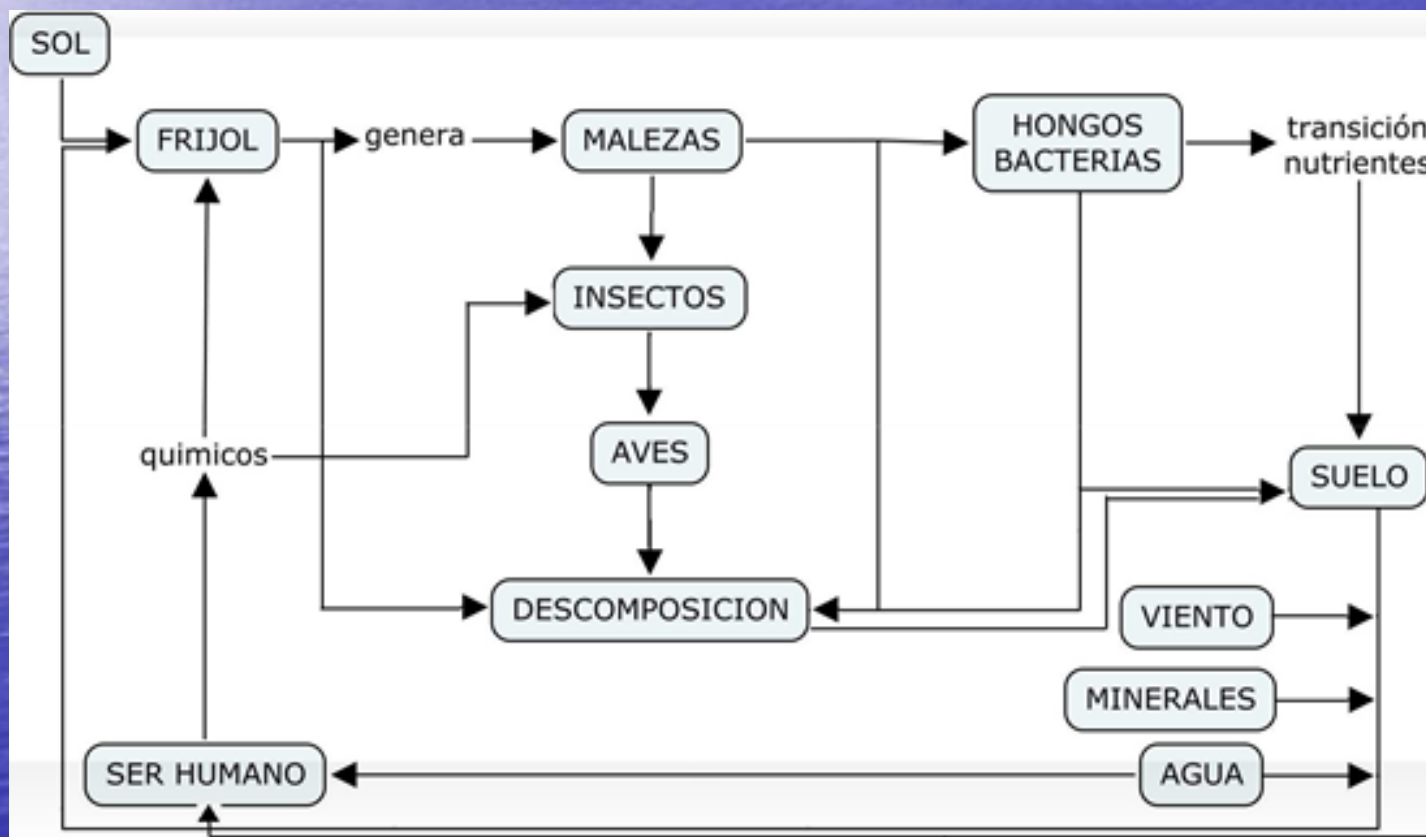 SOL
FRIJOL
genera
MALEZAS
HONGOS
BACTERIAS
transición
nutrientes
INSECTOS
quimicos
AVES
SUELO
DESCOMPOSICION
VIENTO
MINERALES
SER HUMANO
AGUA